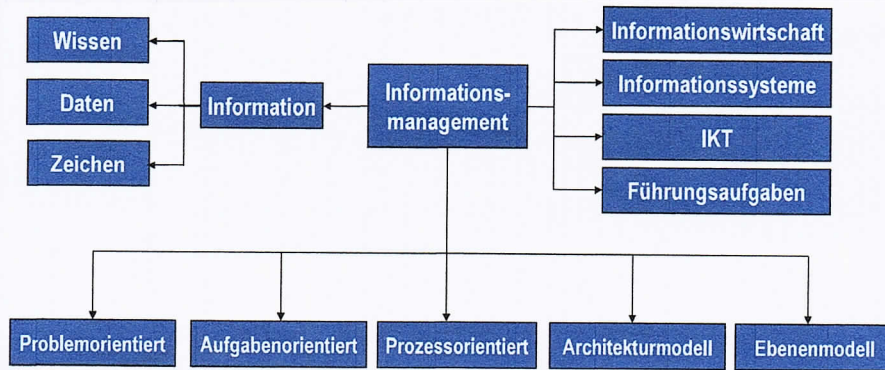 Wissen
Daten
Zeichen
Information
Informations-
management
Informationswirtschaft
Informationssysteme
IKT
Führungsaufgaben
Problemorientiert
Aufgabenorientiert
Prozessorientiert
Architekturmodell
Ebenenmodell